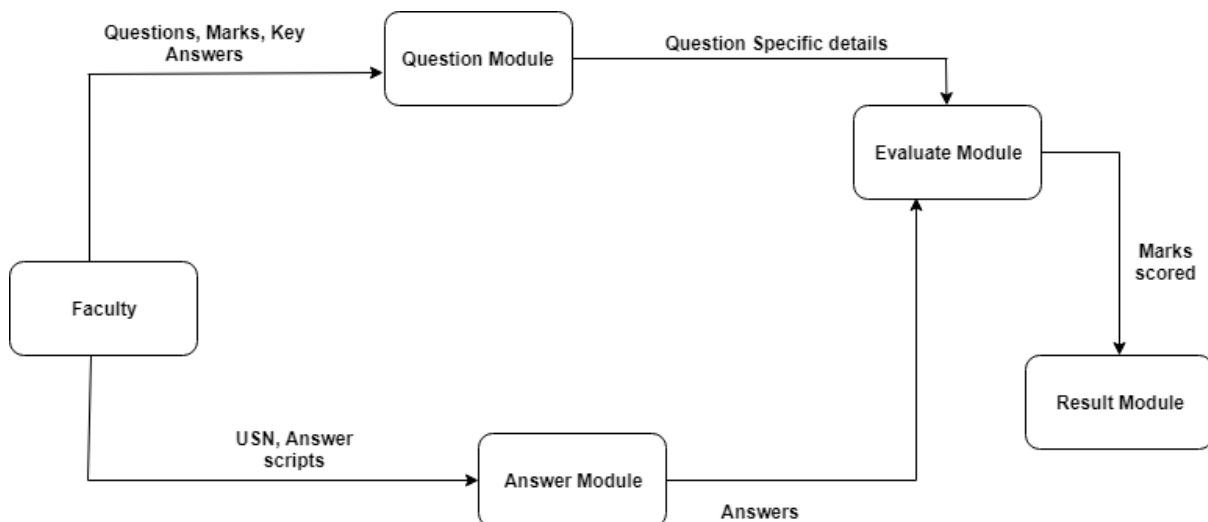 Questions, Marks, Key
Answers
Question Module
Question Specific details
Evaluate Module
Marks
scored
Faculty
Result Module
USN, Answer
scripts
Answer Module
Answers